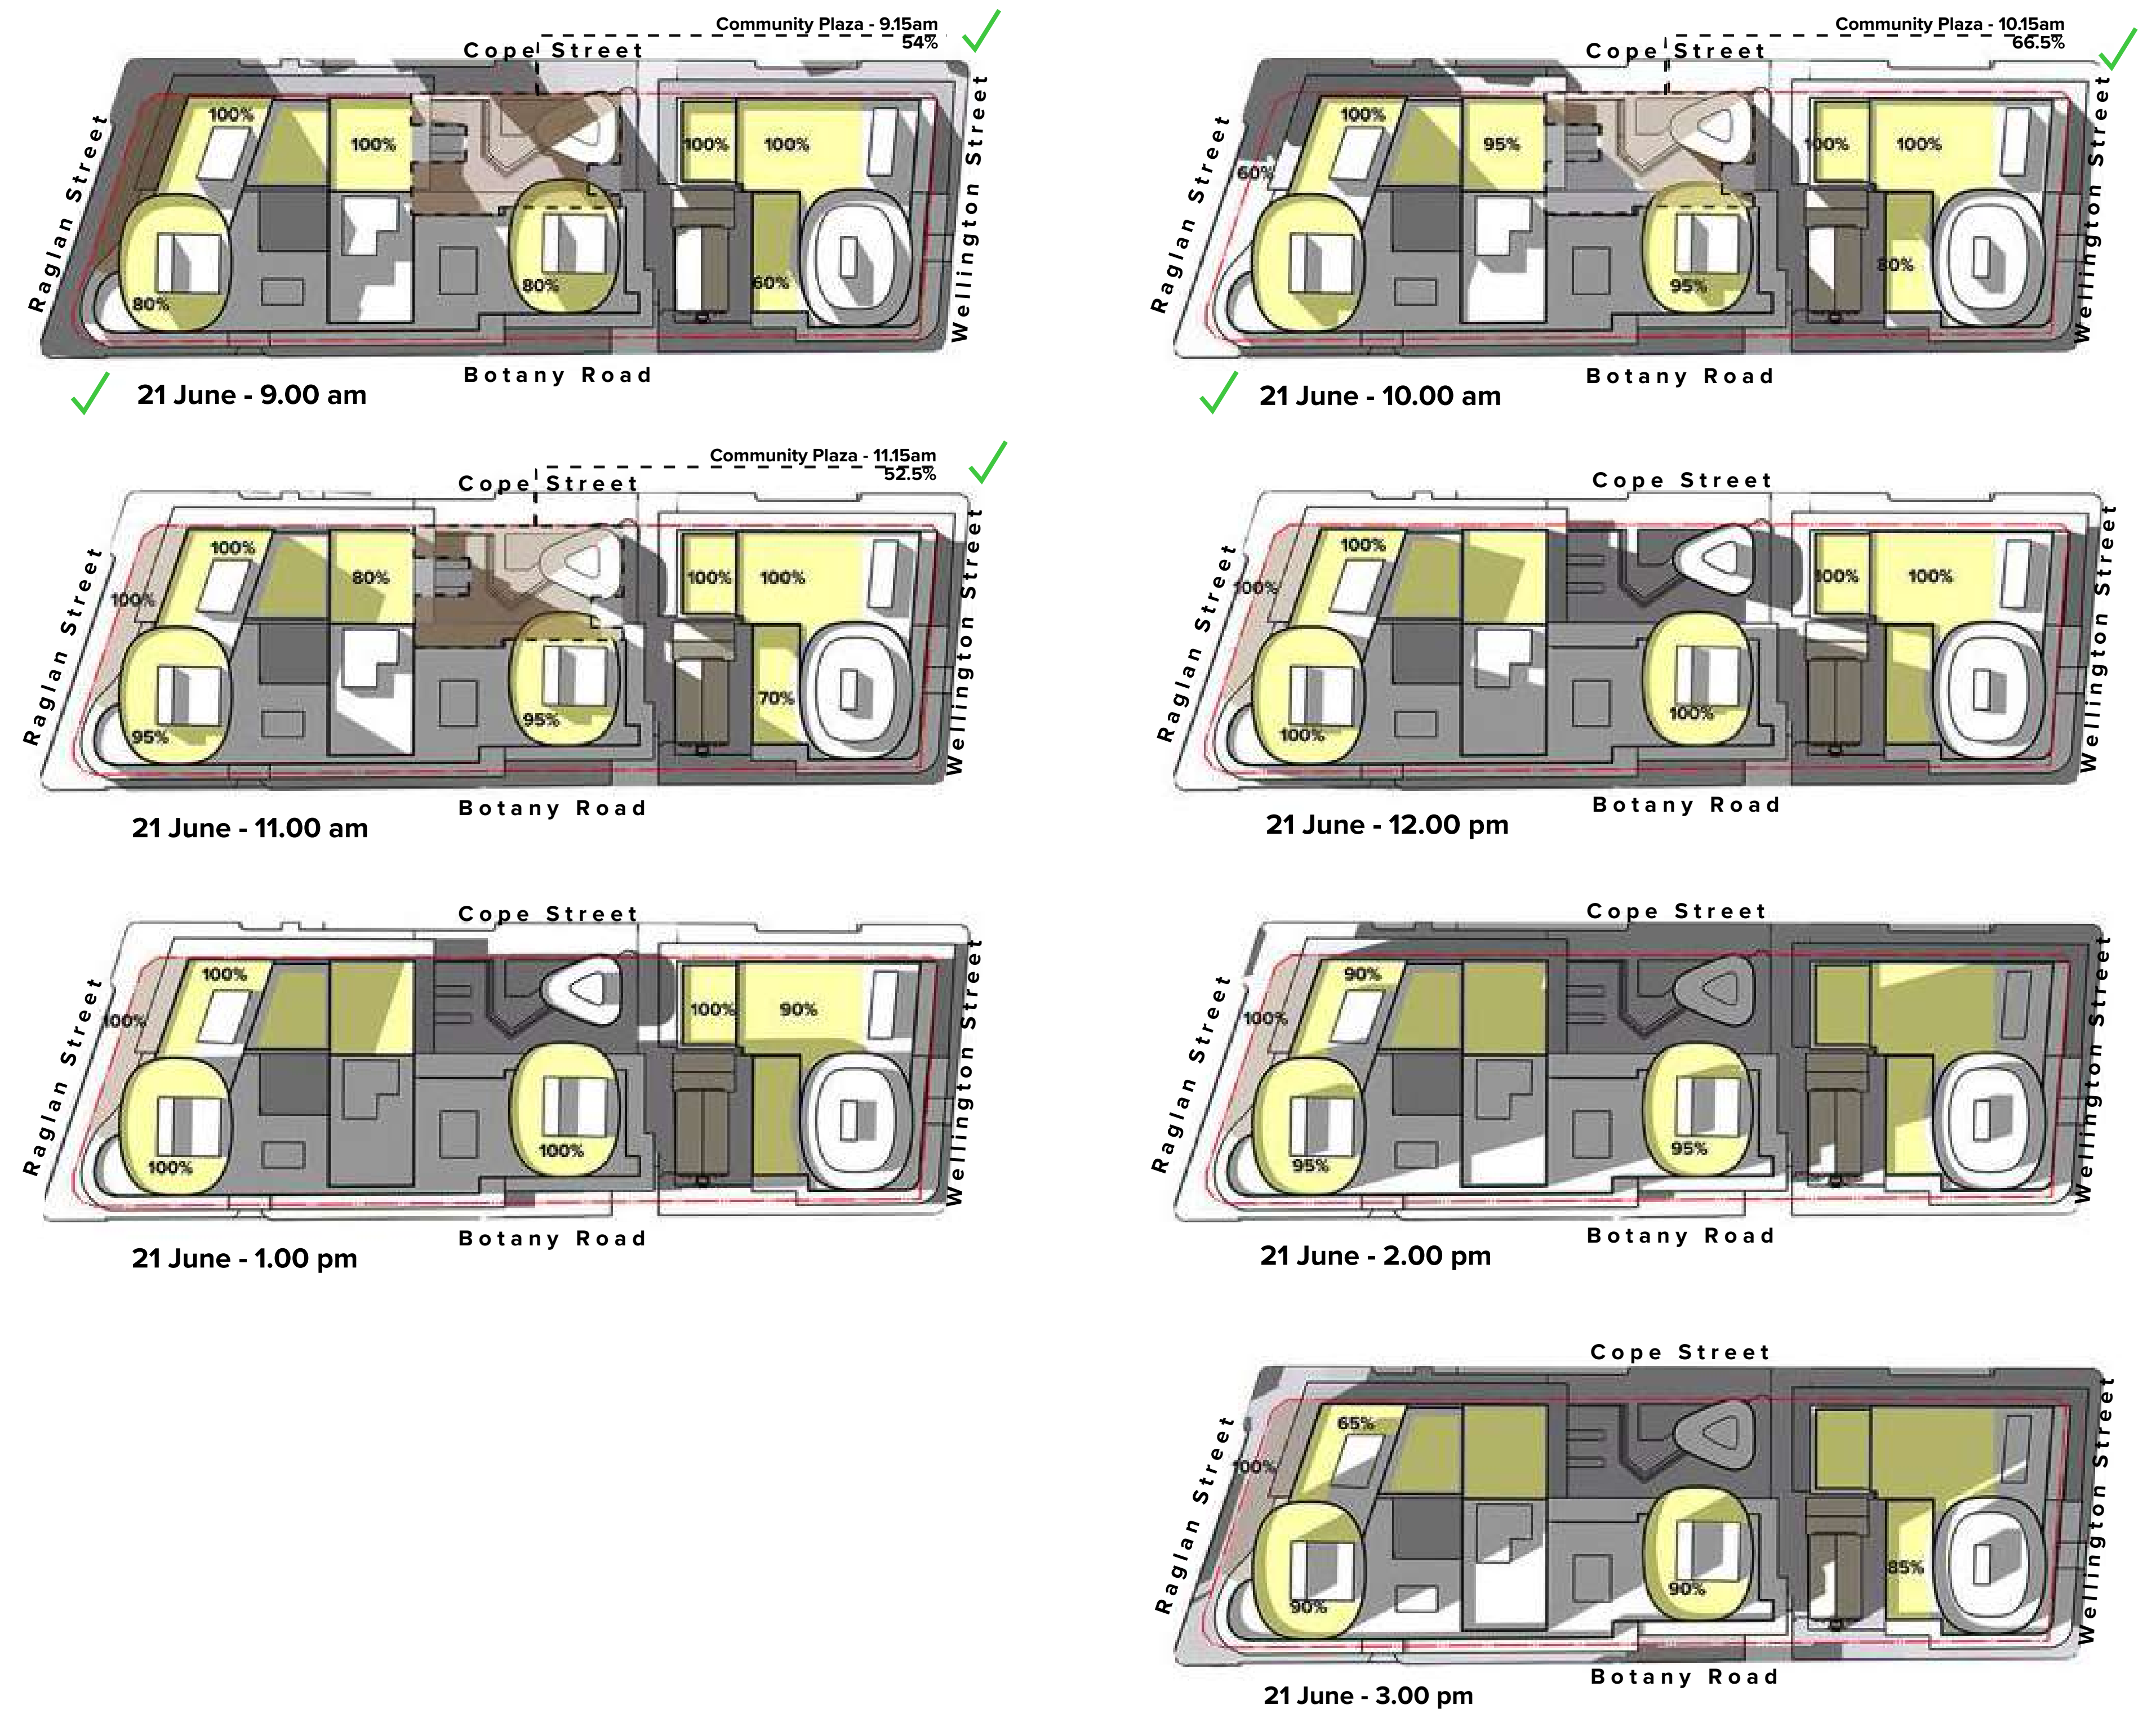 Community Plaza - 9.15am
54%
Cope Street
100%
100%
100%
100%
80%
80%
60%
Raglan Street
Wellington Street
Botany Road
21 June - 9.00 am
Community Plaza - 10.15am
66.5%
Cope Street
100%
95%
100%
100%
60%
80%
95%
Raglan Street
Wellington Street
Botany Road
21 June - 10.00 am
Community Plaza - 11.15am
52.5%
Cope Street
100%
80%
100%
100%
100%
70%
95%
95%
Raglan Street
Wellington Street
Botany Road
21 June - 11.00 am
Cope Street
100%
100%
100%
100%
100%
100%
Raglan Street
Wellington Street
Botany Road
21 June - 12.00 pm
Cope Street
100%
100%
90%
100%
100%
100%
Raglan Street
Wellington Street
Botany Road
21 June - 1.00 pm
Cope Street
90%
100%
95%
95%
Raglan Street
Wellington Street
Botany Road
21 June - 2.00 pm
Cope Street
65%
100%
85%
90%
90%
Raglan Street
Wellington Street
Botany Road
21 June - 3.00 pm